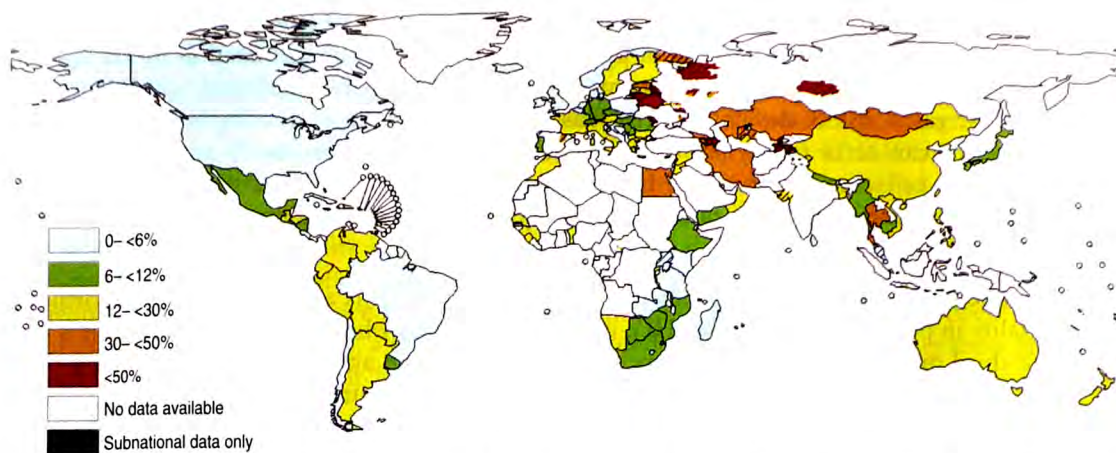 0– <6%
6– <12%
12– <30%
30– <50%
<50%
No data available
Subnational data only